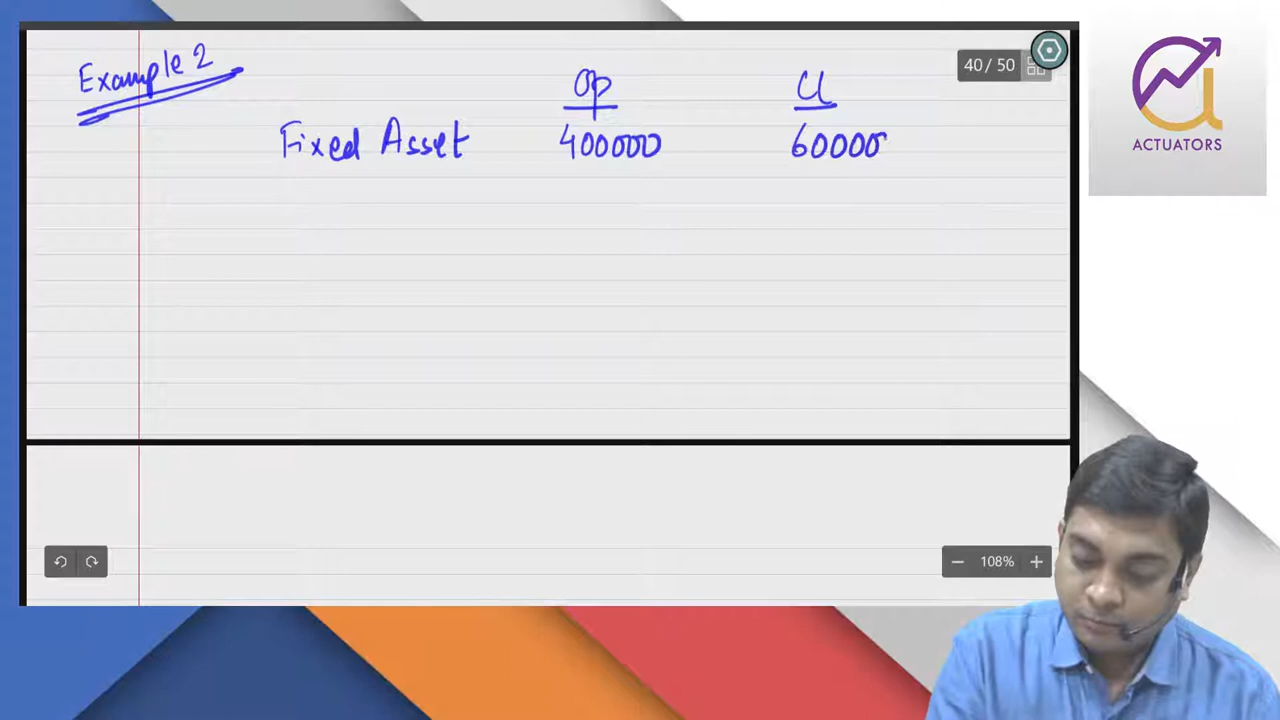 Example 2
Op Cl
Fixed Asset 400000 60000
40 / 50
ACTUATORS
108%